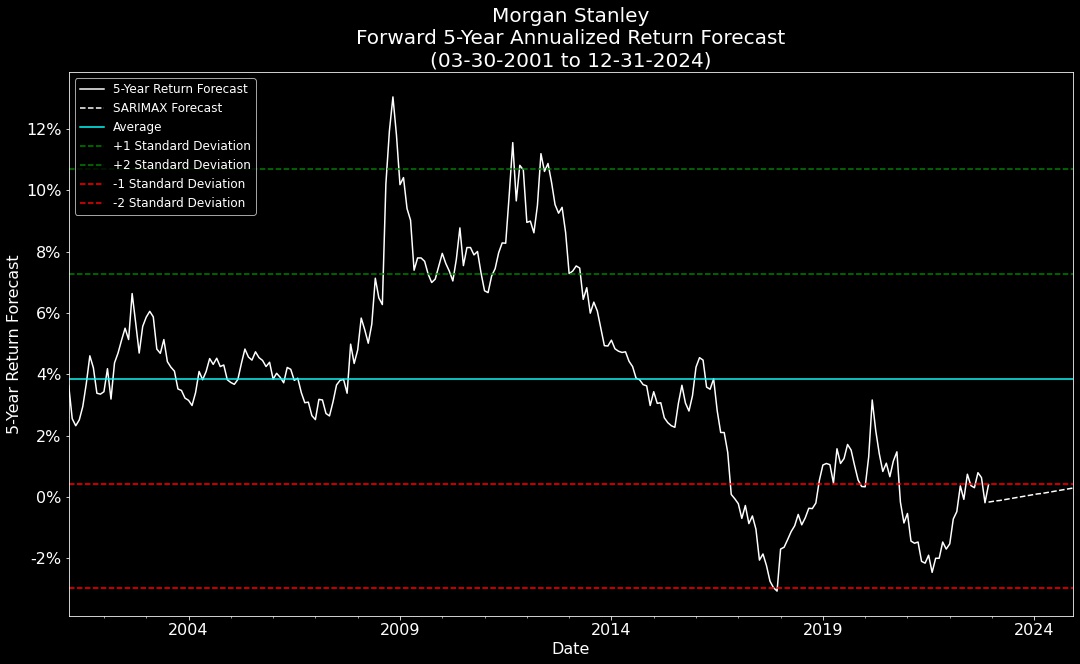 Morgan Stanley
Forward 5-Year Annualized Return Forecast
(03-30-2001 to 12-31-2024)
5-Year Return Forecast
SARIMAX Forecast
Average
+1 Standard Deviation
+2 Standard Deviation
-1 Standard Deviation
-2 Standard Deviation
12%
10%
8%
6%
4%
2%
0%
-2%
5-Year Return Forecast
2004 2009 2014 2019 2024
Date